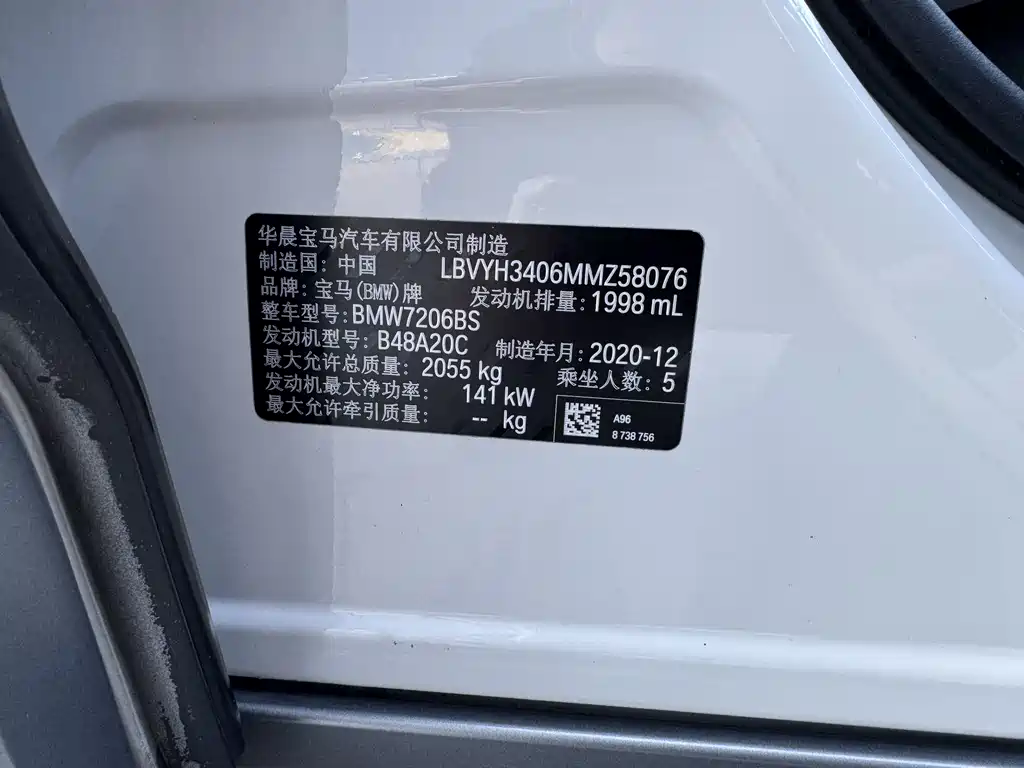 华晨宝马汽车有限公司制造
制造国: 中国 LBVYH3406MMZ58076
品牌: 宝马(BMW)牌 发动机排量: 1998 mL
整车型号: BMW7206BS
发动机型号: B48A20C 制造年月: 2020-12
最大允许总质量: 2055 kg 乘坐人数: 5
发动机最大净功率: 141 kW
最大允许牵引质量: -- kg
A96
8 738 756